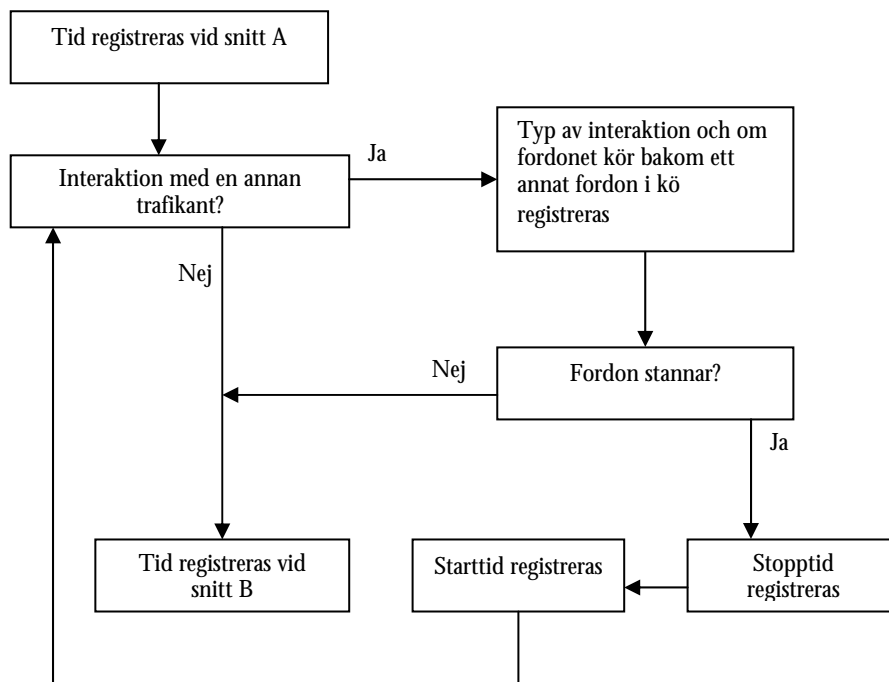 Tid registreras vid snitt A
Interaktion med en annan
trafikant?
Ja
Typ av interaktion och om
fordonet kör bakom ett
annat fordon i kö
registreras
Nej
Nej
Fordon stannar?
Ja
Tid registreras vid
snitt B
Starttid registreras
Stopptid
registreras